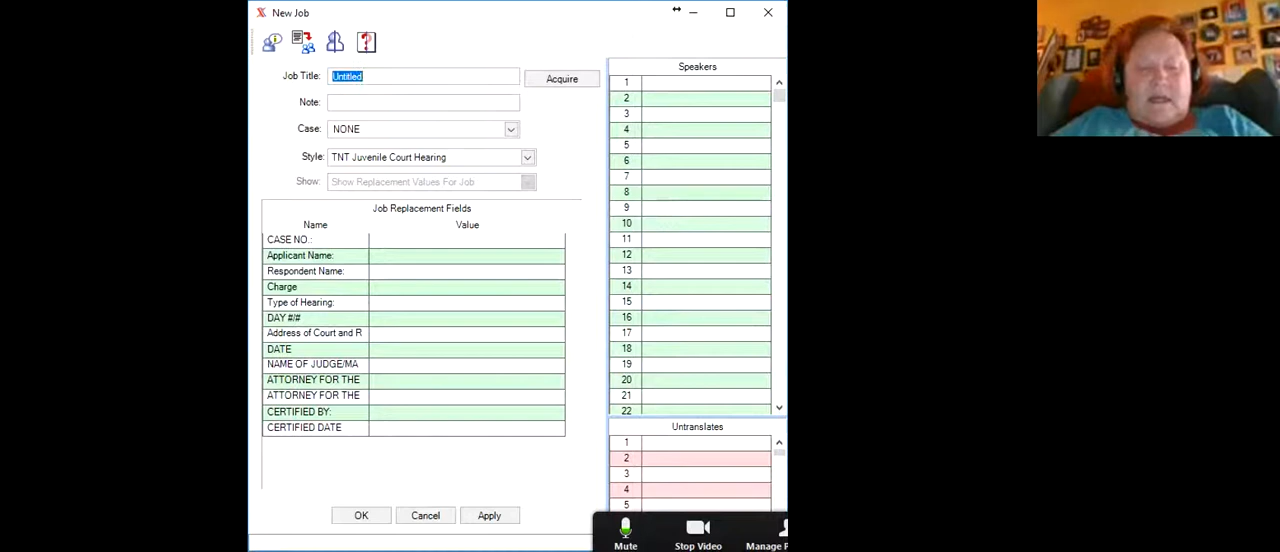 New Job
Job Title: Untitled
Acquire
Note:
Case: NONE
Style: TNT Juvenile Court Hearing
Show: Show Replacement Values For Job
Job Replacement Fields
Name Value
CASE NO.:
Applicant Name:
Respondent Name:
Charge
Type of Hearing:
DAY #/#
Address of Court and R
DATE
NAME OF JUDGE/MA
ATTORNEY FOR THE
ATTORNEY FOR THE
CERTIFIED BY:
CERTIFIED DATE
OK Cancel Apply
Speakers
1
2
3
4
5
6
7
8
9
10
11
12
13
14
15
16
17
18
19
20
21
22
Untranslates
1
2
3
4
5
Mute Stop Video Manage P